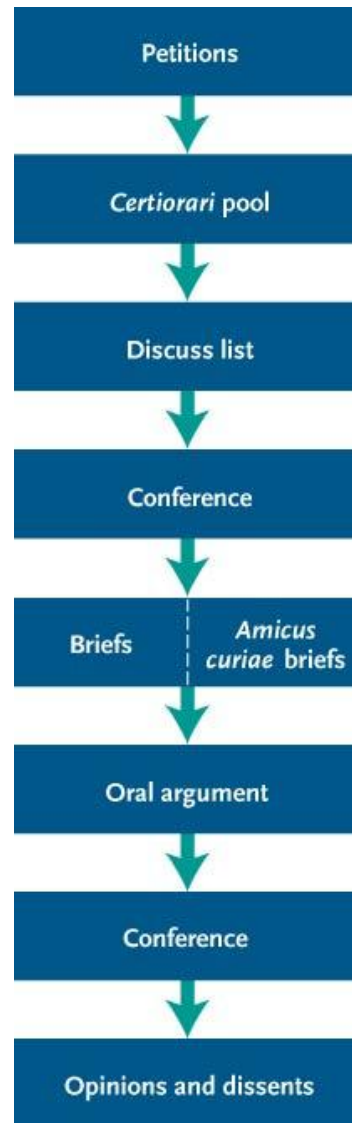 Petitions
Certiorari pool
Discuss list
Conference
Briefs
Amicus
curiae briefs
Oral argument
Conference
Opinions and dissents